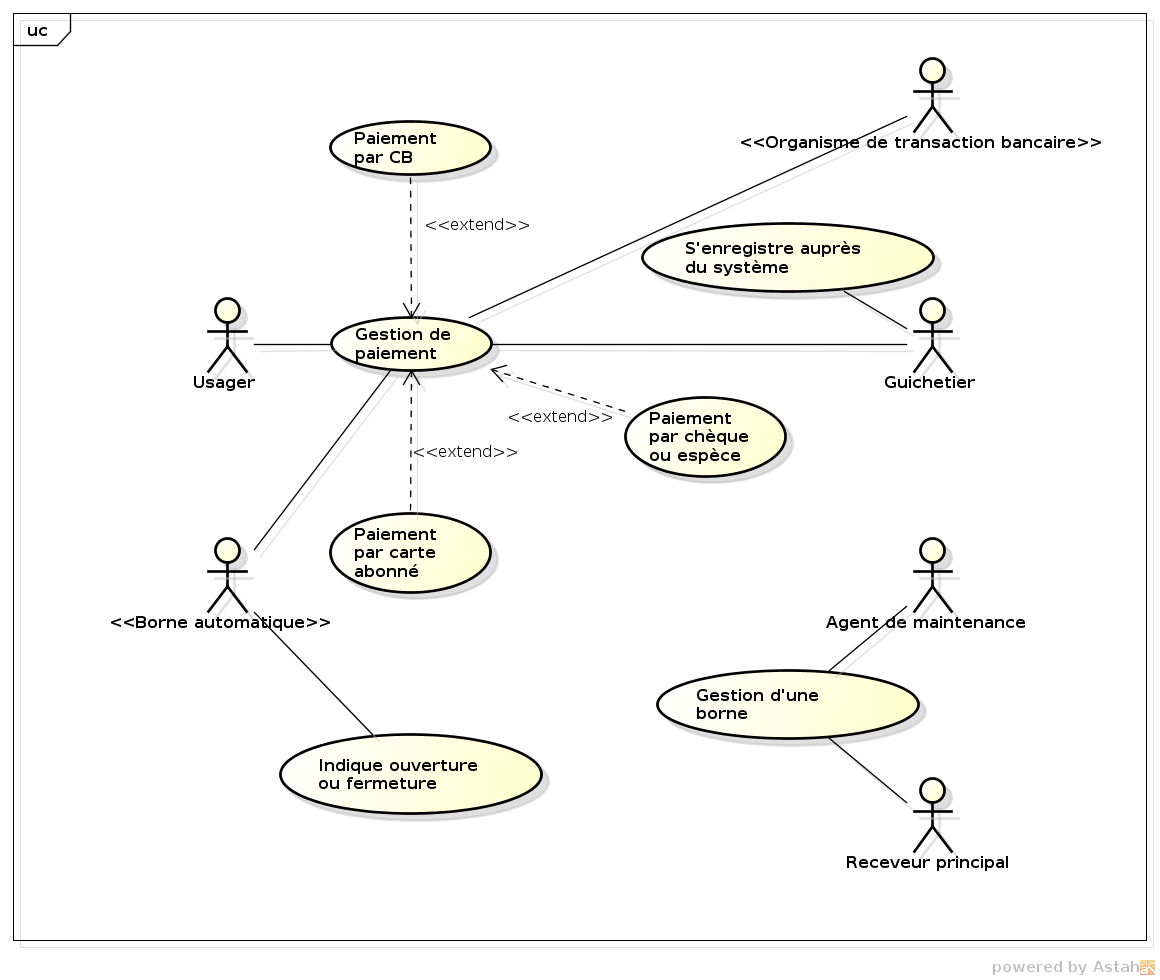 uc
<<Organisme de transaction bancaire>>
Paiement
par CB
<<extend>>
S'enregistre auprès
du système
Gestion de
paiement
Usager
Guichetier
<<extend>>
Paiement
par chèque
ou espèce
<<extend>>
Paiement
par carte
abonné
<<Borne automatique>>
Agent de maintenance
Gestion d'une
borne
Indique ouverture
ou fermeture
Receveur principal
powered by Astah